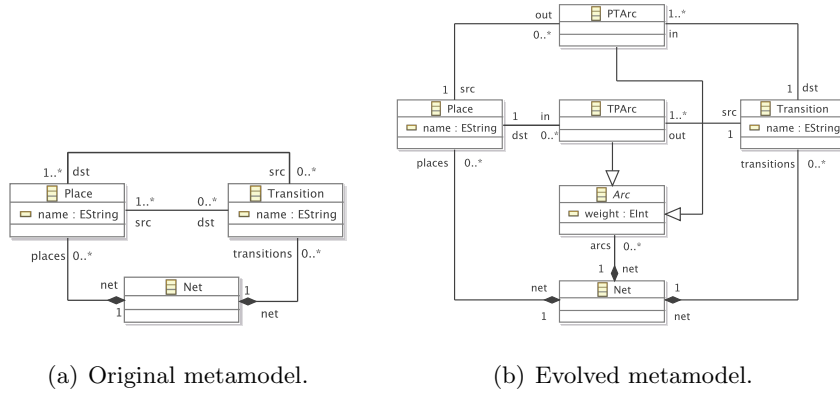 out
PTArc
1..*
0..*
in
1
src
1
dst
Place
name : EString
1
in
dst
0..*
TPArc
1..*
out
src
1
Transition
name : EString
places
0..*
transitions
0..*
Arc
weight : EInt
arcs
0..*
1
net
net
1
Net
1
net
1..*
dst
src
0..*
Place
name : EString
1..*
src
0..*
dst
Transition
name : EString
places
0..*
transitions
0..*
net
1
Net
1
net
(a) Original metamodel.
(b) Evolved metamodel.